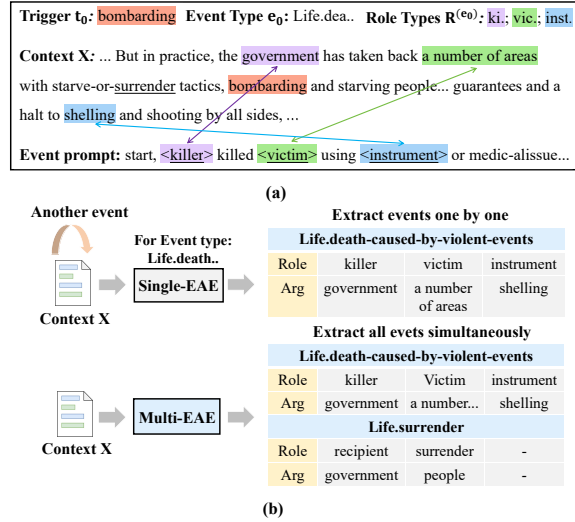 Trigger t₀: bombarding Event Type e₀: Life.dea.. Role Types R⁽ᵉ⁰⁾: ki.; vic.; inst.
Context X: ... But in practice, the government has taken back a number of areas
with starve-or-surrender tactics, bombarding and starving people... guarantees and a
halt to shelling and shooting by all sides, ...
Event prompt: start, <killer> killed <victim> using <instrument> or medic-alissue...
(a)
Another event
Context X
For Event type:
Life.death..
Single-EAE
Extract events one by one
Life.death-caused-by-violent-events
Role killer victim instrument
Arg government a number of areas shelling
Extract all evets simultaneously
Context X
Multi-EAE
Life.death-caused-by-violent-events
Role killer Victim instrument
Arg government a number... shelling
Life.surrender
Role recipient surrender -
Arg government people -
(b)